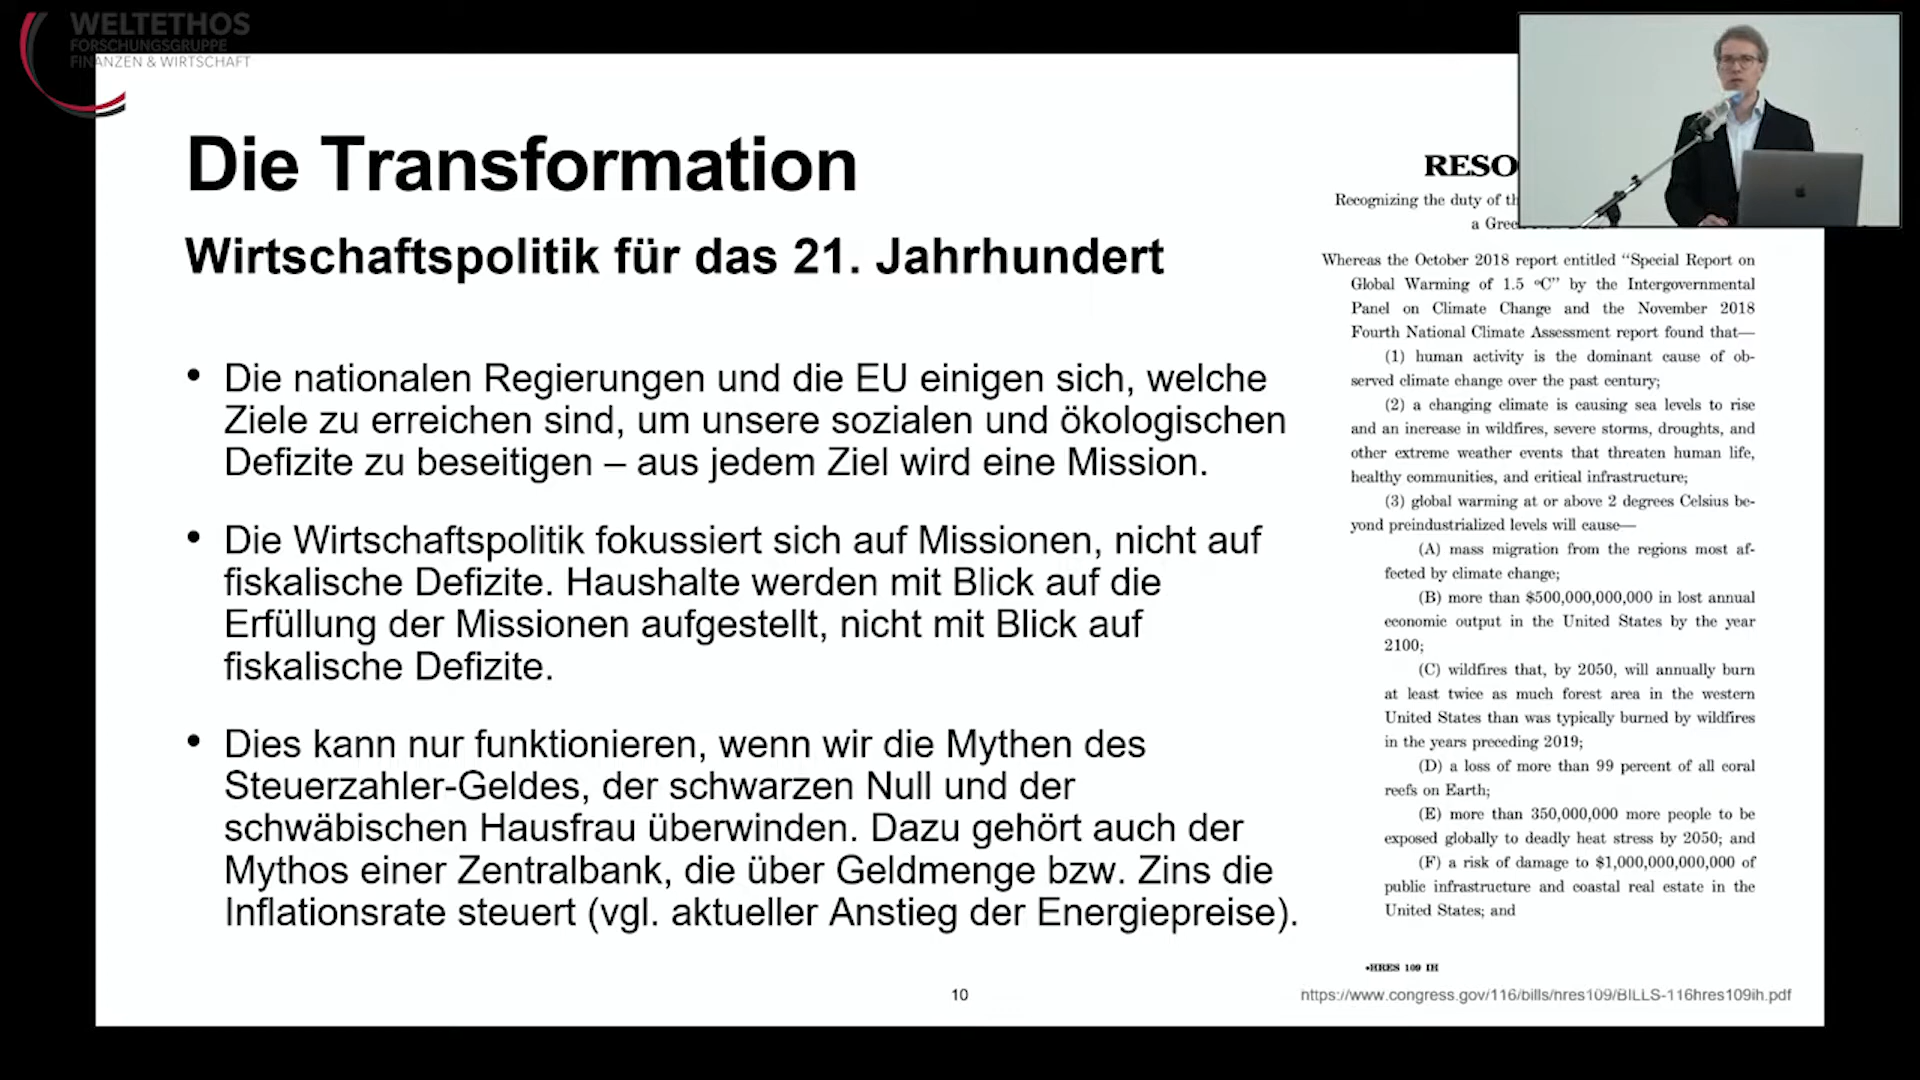 WELTETHOS
FORSCHUNGSGRUPPE
FINANZEN & WIRTSCHAFT
Die Transformation
Wirtschaftspolitik für das 21. Jahrhundert
• Die nationalen Regierungen und die EU einigen sich, welche
Ziele zu erreichen sind, um unsere sozialen und ökologischen
Defizite zu beseitigen – aus jedem Ziel wird eine Mission.
• Die Wirtschaftspolitik fokussiert sich auf Missionen, nicht auf
fiskalische Defizite. Haushalte werden mit Blick auf die
Erfüllung der Missionen aufgestellt, nicht mit Blick auf
fiskalische Defizite.
• Dies kann nur funktionieren, wenn wir die Mythen des
Steuerzahler-Geldes, der schwarzen Null und der
schwäbischen Hausfrau überwinden. Dazu gehört auch der
Mythos einer Zentralbank, die über Geldmenge bzw. Zins die
Inflationsrate steuert (vgl. aktueller Anstieg der Energiepreise).
RESO
Recognizing the duty of th
a Gree
Whereas the October 2018 report entitled “Special Report on
Global Warming of 1.5 ºC” by the Intergovernmental
Panel on Climate Change and the November 2018
Fourth National Climate Assessment report found that—
(1) human activity is the dominant cause of ob-
served climate change over the past century;
(2) a changing climate is causing sea levels to rise
and an increase in wildfires, severe storms, droughts, and
other extreme weather events that threaten human life,
healthy communities, and critical infrastructure;
(3) global warming at or above 2 degrees Celsius be-
yond preindustrialized levels will cause—
(A) mass migration from the regions most af-
fected by climate change;
(B) more than $500,000,000,000 in lost annual
economic output in the United States by the year
2100;
(C) wildfires that, by 2050, will annually burn
at least twice as much forest area in the western
United States than was typically burned by wildfires
in the years preceding 2019;
(D) a loss of more than 99 percent of all coral
reefs on Earth;
(E) more than 350,000,000 more people to be
exposed globally to deadly heat stress by 2050; and
(F) a risk of damage to $1,000,000,000,000 of
public infrastructure and coastal real estate in the
United States; and
•HRES 109 IH
10
https://www.congress.gov/116/bills/hres109/BILLS-116hres109ih.pdf